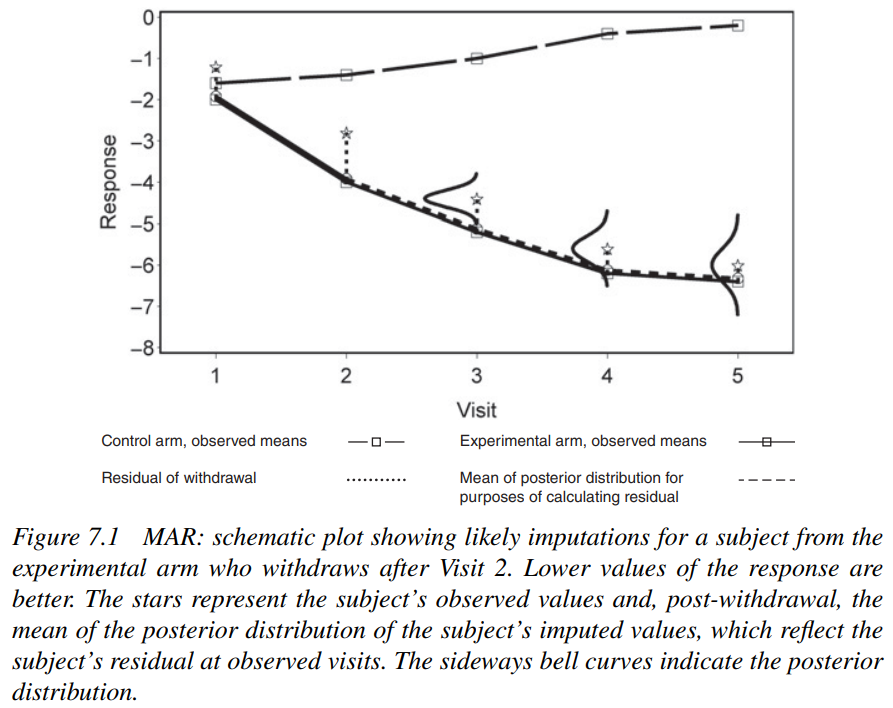 0
−1
−2
−3
−4
−5
−6
−7
−8
Response
1 2 3 4 5
Visit
Control arm, observed means
Experimental arm, observed means
Residual of withdrawal
Mean of posterior distribution for
purposes of calculating residual
Figure 7.1 MAR: schematic plot showing likely imputations for a subject from the
experimental arm who withdraws after Visit 2. Lower values of the response are
better. The stars represent the subject's observed values and, post-withdrawal, the
mean of the posterior distribution of the subject's imputed values, which reflect the
subject's residual at observed visits. The sideways bell curves indicate the posterior
distribution.